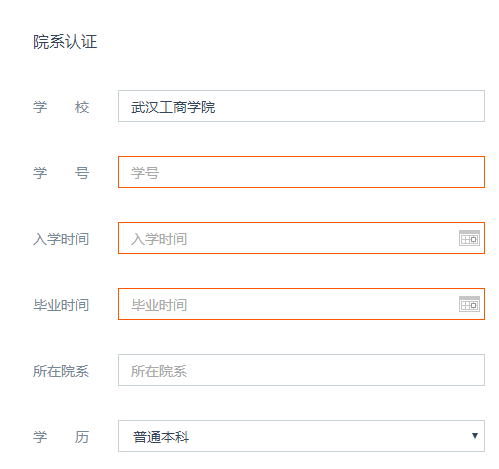 院系认证
学 校 武汉工商学院
学 号 学号
入学时间 入学时间
毕业时间 毕业时间
所在院系 所在院系
学 历 普通本科